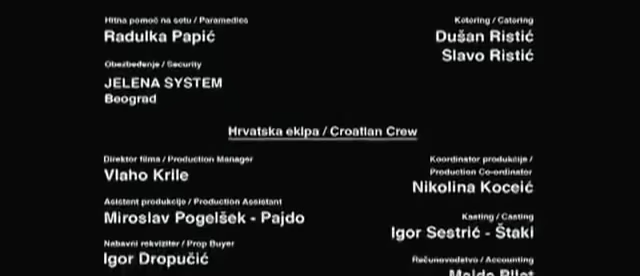 Hitna pomoć na setu / Paramedics
Radulka Papić
Ketering / Catering
Dušan Ristić
Slavo Ristić
Obezbeđenje / Security
JELENA SYSTEM
Beograd
Hrvatska ekipa / Croatian Crew
Direktor filma / Production Manager
Vlaho Krile
Koordinator produkcije /
Production Co-ordinator
Nikolina Koceić
Asistent produkcije / Production Assistant
Miroslav Pogelšek - Pajdo
Kasting / Casting
Igor Sestrić - Štaki
Nabavni rekviziter / Prop Buyer
Igor Dropučić
Računovodstvo / Accounting